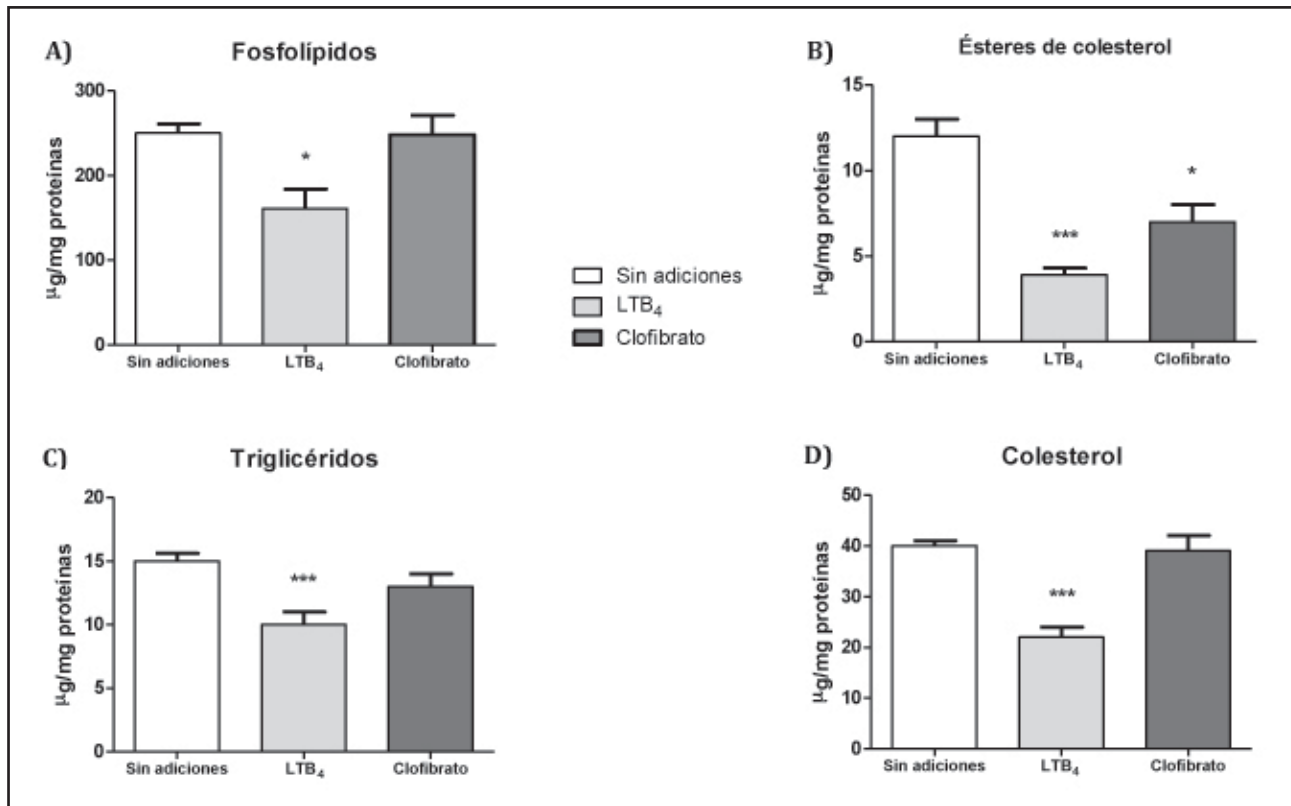 A) Fosfolípidos
µg/mg proteínas
300
200
100
0
*
Sin adiciones LTB₄ Clofibrato
B) Ésteres de colesterol
µg/mg proteínas
15
10
5
0
***
*
Sin adiciones LTB₄ Clofibrato
Sin adiciones
LTB₄
Clofibrato
C) Triglicéridos
µg/mg proteínas
20
15
10
5
0
***
Sin adiciones LTB₄ Clofibrato
D) Colesterol
µg/mg proteínas
50
40
30
20
10
0
***
Sin adiciones LTB₄ Clofibrato